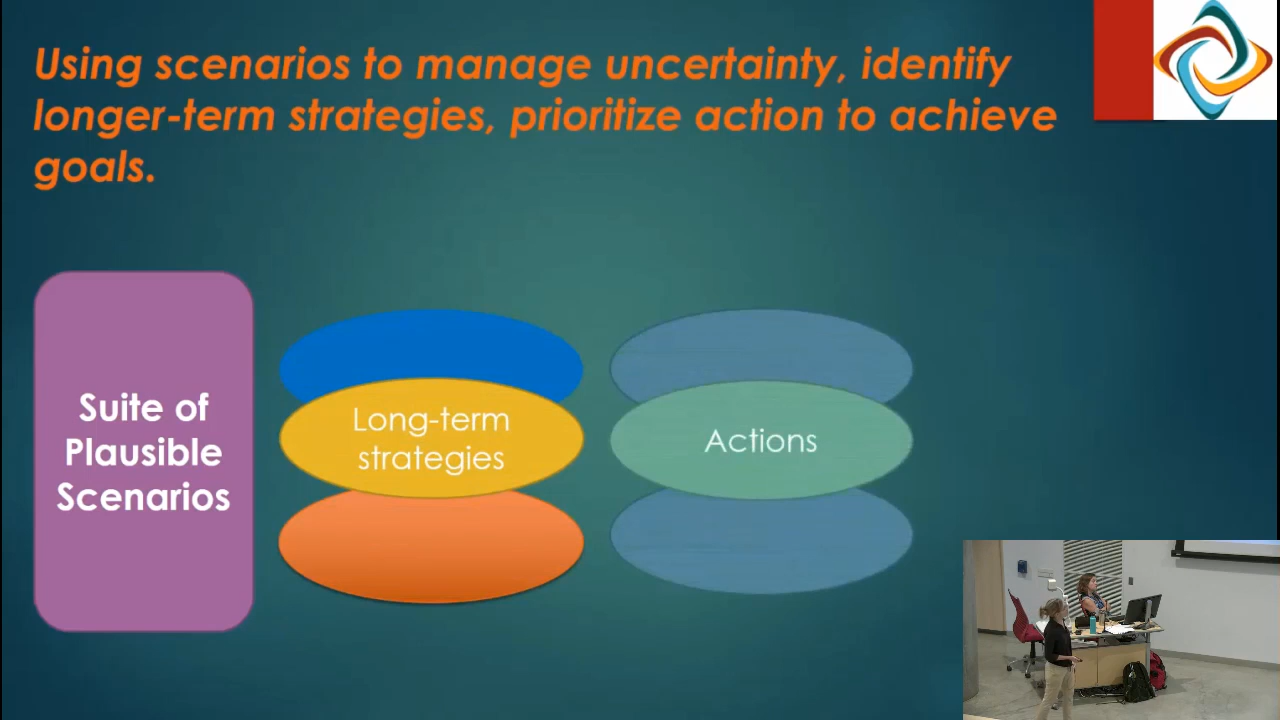 Using scenarios to manage uncertainty, identify
longer-term strategies, prioritize action to achieve
goals.
Suite of
Plausible
Scenarios
Long-term
strategies
Actions